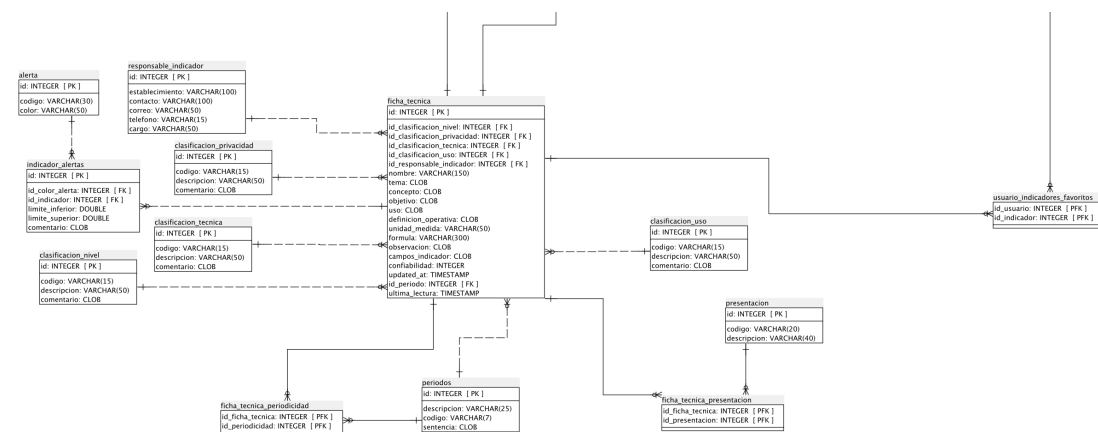 alerta
id: INTEGER [ PK ]
codigo: VARCHAR(30)
color: VARCHAR(50)
responsable_indicador
id: INTEGER [ PK ]
establecimiento: VARCHAR(100)
contacto: VARCHAR(100)
correo: VARCHAR(50)
telefono: VARCHAR(15)
cargo: VARCHAR(50)
ficha_tecnica
id: INTEGER [ PK ]
id_clasificacion_nivel: INTEGER [ FK ]
id_clasificacion_privacidad: INTEGER [ FK ]
id_clasificacion_tecnica: INTEGER [ FK ]
id_clasificacion_uso: INTEGER [ FK ]
id_responsable_indicador: INTEGER [ FK ]
nombre: VARCHAR(150)
tema: CLOB
concepto: CLOB
objetivo: CLOB
uso: CLOB
definicion_operativa: CLOB
unidad_medida: VARCHAR(50)
formula: VARCHAR(300)
observacion: CLOB
campos_indicador: CLOB
confiabilidad: INTEGER
updated_at: TIMESTAMP
id_periodo: INTEGER [ FK ]
ultima_lectura: TIMESTAMP
clasificacion_privacidad
id: INTEGER [ PK ]
codigo: VARCHAR(15)
descripcion: VARCHAR(50)
comentario: CLOB
indicador_alertas
id: INTEGER [ PK ]
id_color_alerta: INTEGER [ FK ]
id_indicador: INTEGER [ FK ]
limite_inferior: DOUBLE
limite_superior: DOUBLE
comentario: CLOB
usuario_indicadores_favoritos
id_usuario: INTEGER [ PFK ]
id_indicador: INTEGER [ PFK ]
clasificacion_tecnica
id: INTEGER [ PK ]
codigo: VARCHAR(15)
descripcion: VARCHAR(50)
comentario: CLOB
clasificacion_uso
id: INTEGER [ PK ]
codigo: VARCHAR(15)
descripcion: VARCHAR(50)
comentario: CLOB
clasificacion_nivel
id: INTEGER [ PK ]
codigo: VARCHAR(15)
descripcion: VARCHAR(50)
comentario: CLOB
presentacion
id: INTEGER [ PK ]
codigo: VARCHAR(20)
descripcion: VARCHAR(40)
periodos
id: INTEGER [ PK ]
descripcion: VARCHAR(25)
codigo: VARCHAR(7)
sentencia: CLOB
ficha_tecnica_periodicidad
id_ficha_tecnica: INTEGER [ PFK ]
id_periodicidad: INTEGER [ PFK ]
ficha_tecnica_presentacion
id_ficha_tecnica: INTEGER [ PFK ]
id_presentacion: INTEGER [ PFK ]